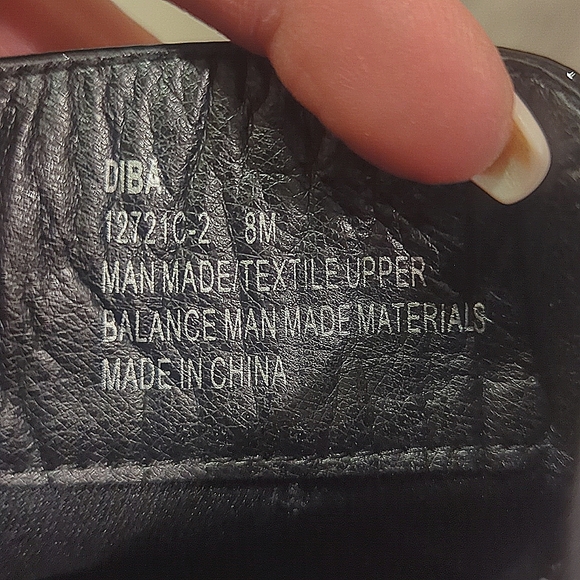 DIBA
12721C-2 8M
MAN MADE/TEXTILE UPPER
BALANCE MAN MADE MATERIALS
MADE IN CHINA